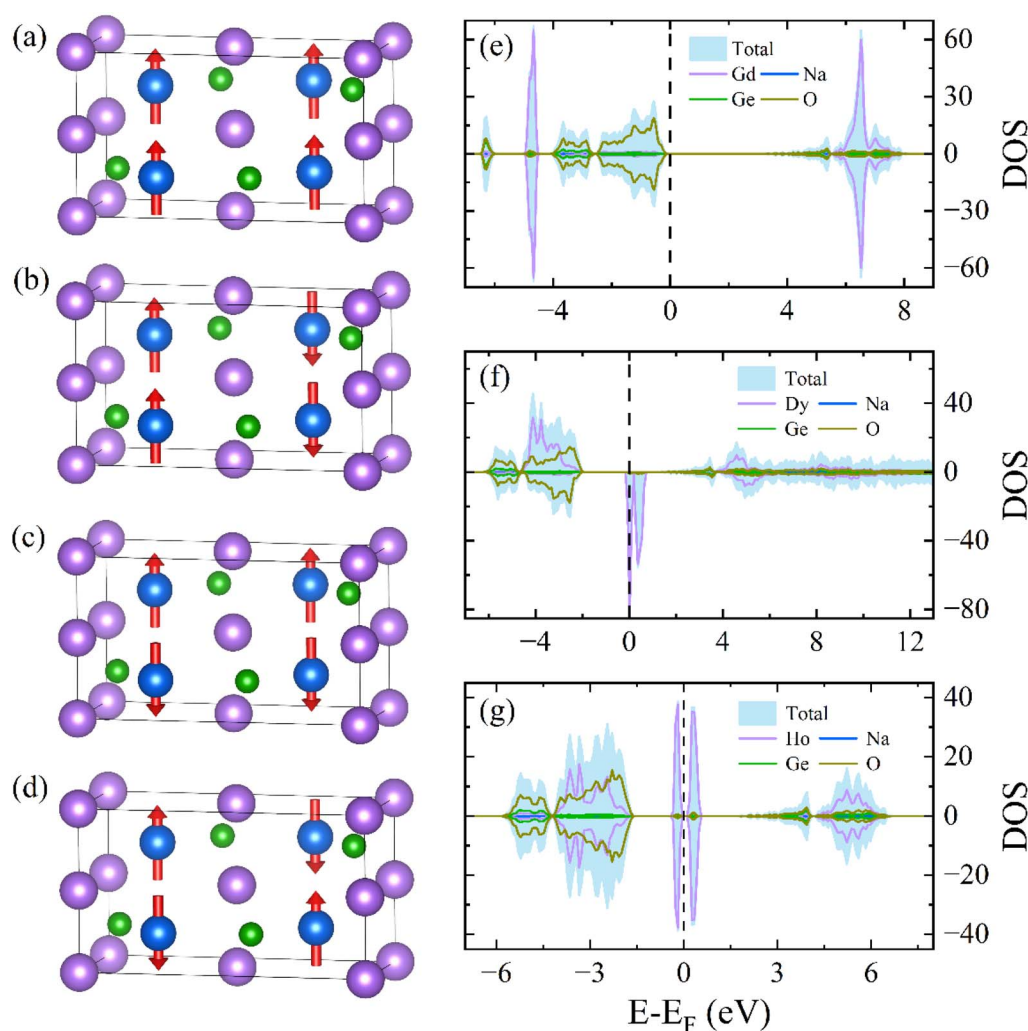 (a)
(b)
(c)
(d)
(e)
Total
Gd Na
Ge O
60
30
0
−30
−60
DOS
−4 0 4 8
(f)
Total
Dy Na
Ge O
40
0
−40
−80
DOS
−4 0 4 8 12
(g)
Total
Ho Na
Ge O
40
20
0
−20
−40
DOS
−6 −3 0 3 6
E-E_F (eV)